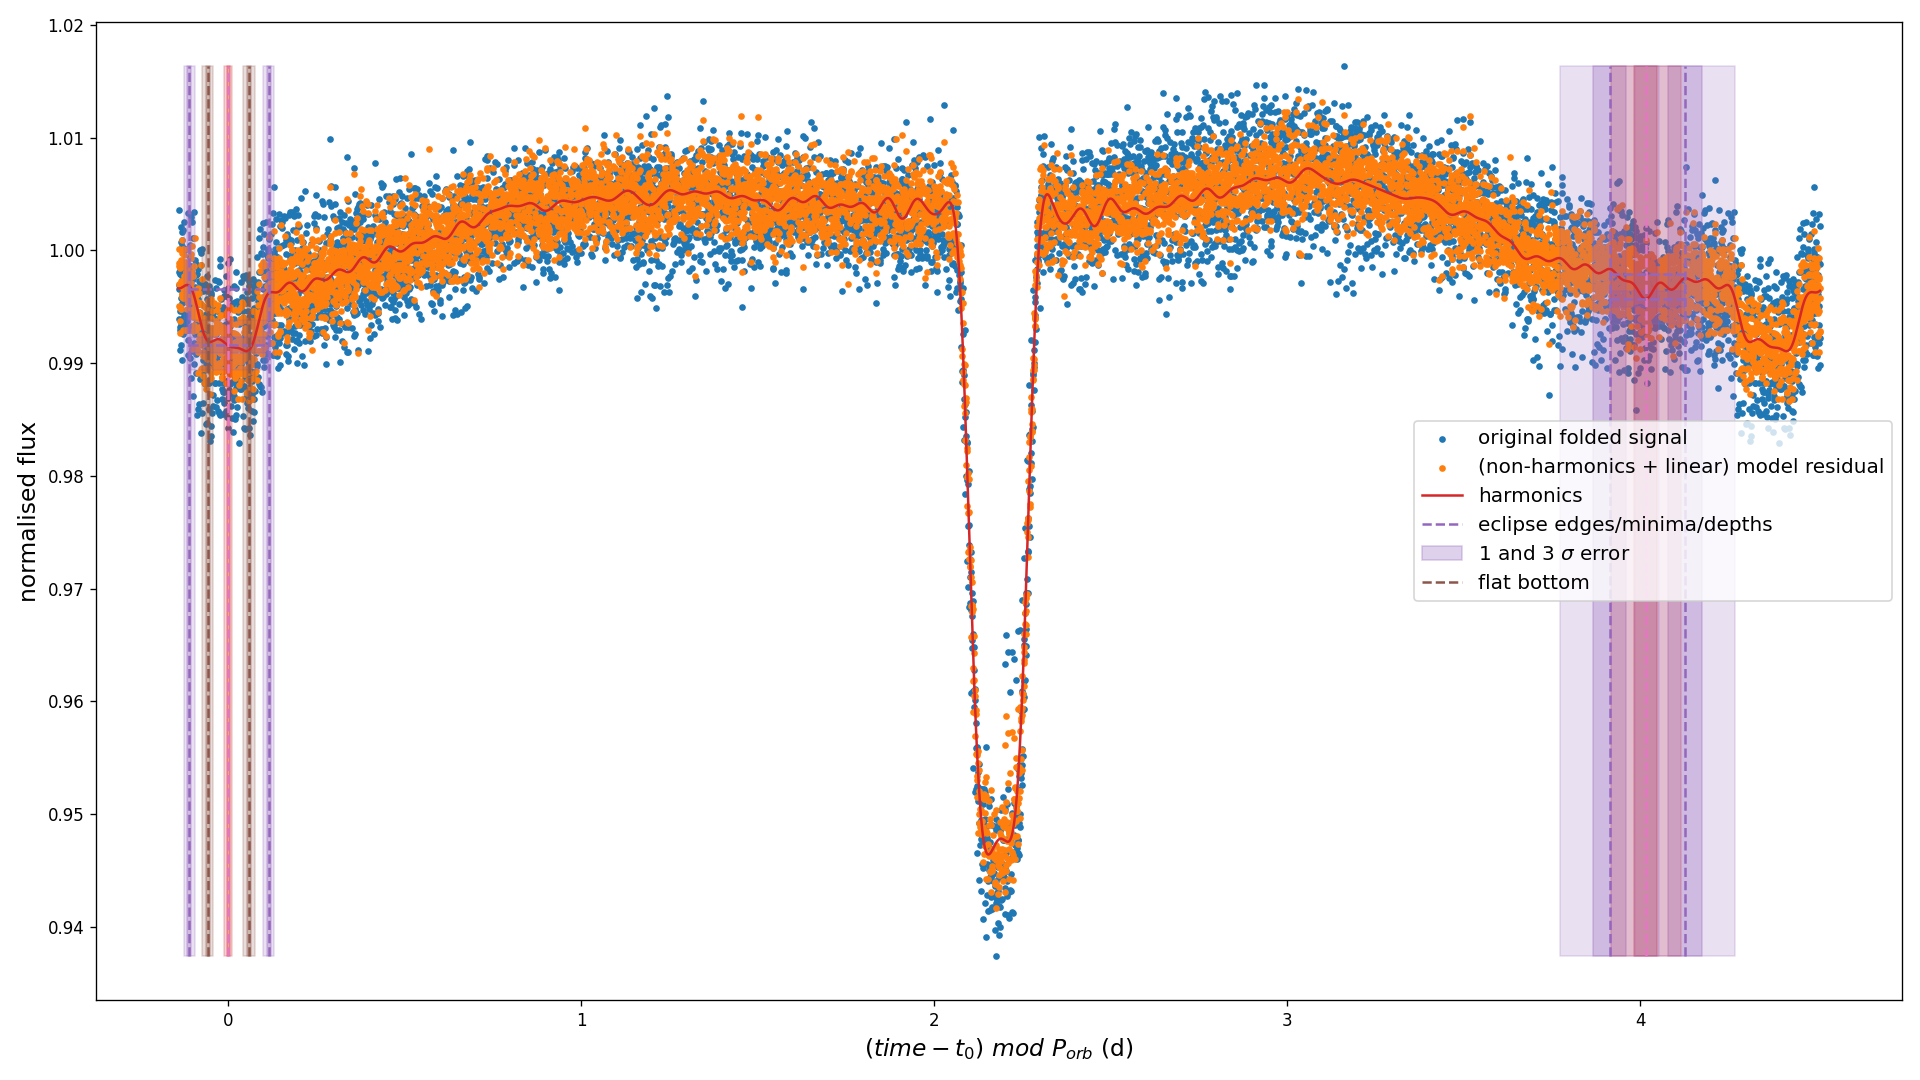 1.02
1.01
1.00
0.99
0.98
0.97
0.96
0.95
0.94
normalised flux
original folded signal
(non-harmonics + linear) model residual
harmonics
eclipse edges/minima/depths
1 and 3 σ error
flat bottom
0 1 2 3 4
(time − t₀) mod P_orb (d)